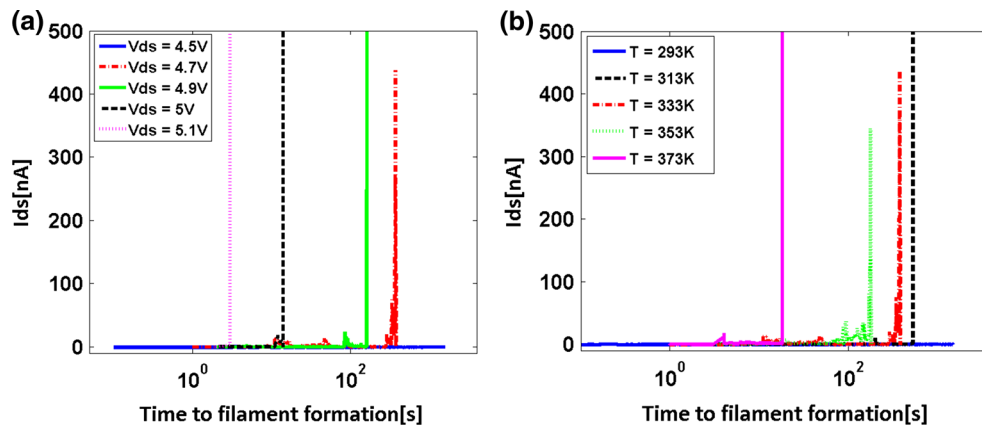 (a)
500
400
300
200
100
0
Ids[nA]
Vds = 4.5V
Vds = 4.7V
Vds = 4.9V
Vds = 5V
Vds = 5.1V
10^0
10^2
Time to filament formation[s]
(b)
500
400
300
200
100
0
Ids[nA]
T = 293K
T = 313K
T = 333K
T = 353K
T = 373K
10^0
10^2
Time to filament formation[s]